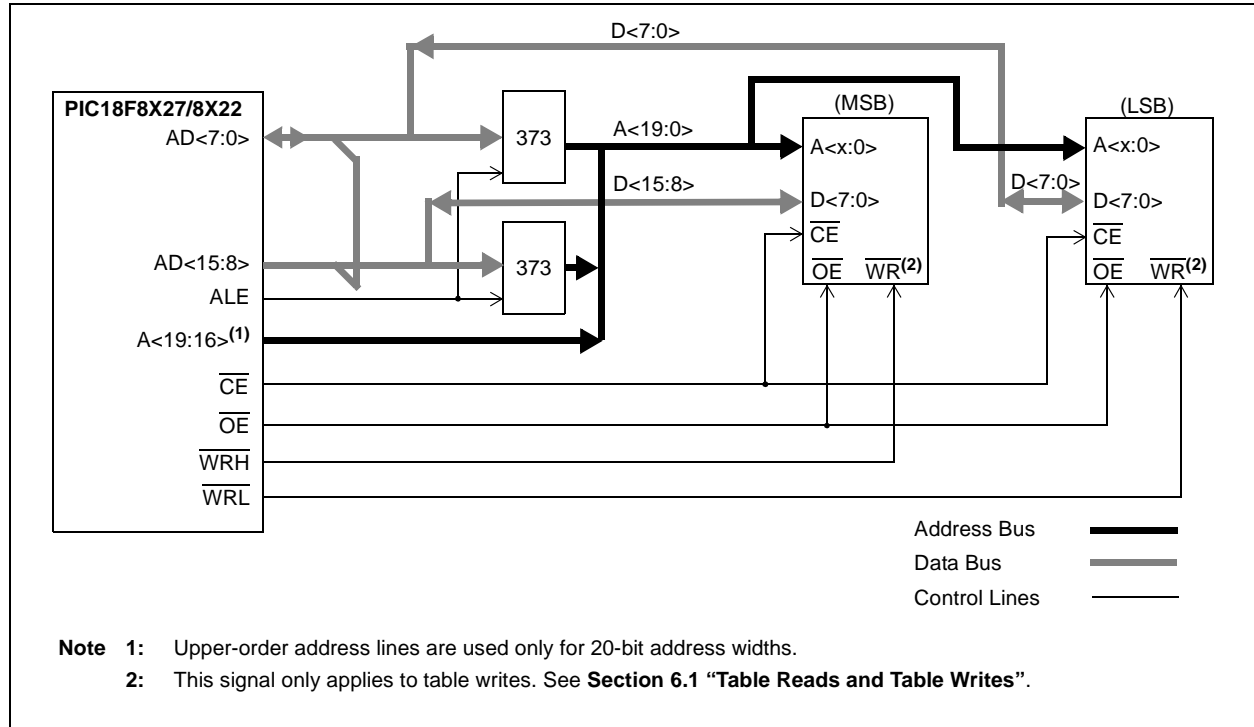 D<7:0>
PIC18F8X27/8X22
AD<7:0>
373
A<19:0>
(MSB)
(LSB)
A<x:0>
A<x:0>
D<15:8>
D<7:0>
D<7:0>
D<7:0>
CE
CE
OE WR(2)
OE WR(2)
AD<15:8>
373
ALE
A<19:16>(1)
CE
OE
WRH
WRL
Address Bus
Data Bus
Control Lines
Note 1: Upper-order address lines are used only for 20-bit address widths.
2: This signal only applies to table writes. See Section 6.1 “Table Reads and Table Writes”.